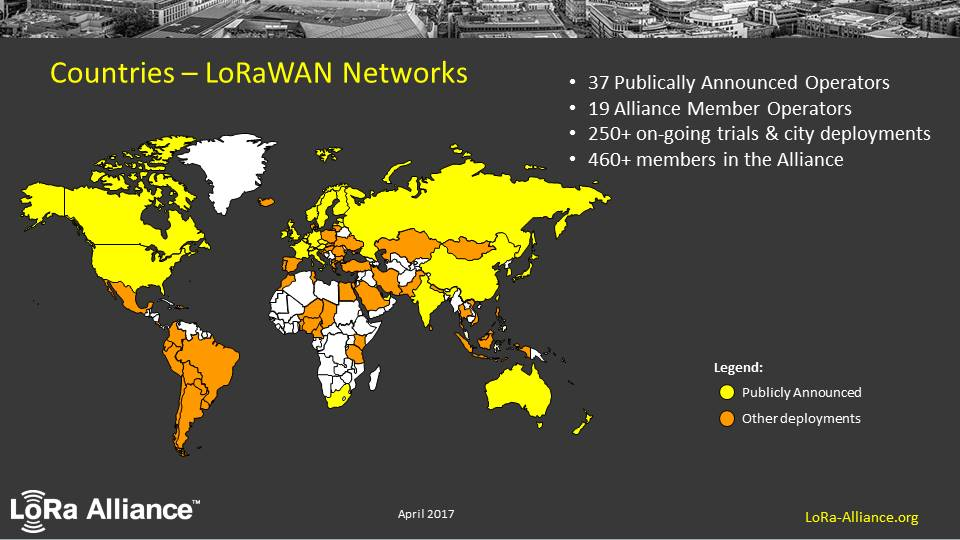 Countries – LoRaWAN Networks
• 37 Publically Announced Operators
• 19 Alliance Member Operators
• 250+ on-going trials & city deployments
• 460+ members in the Alliance
Legend:
Publicly Announced
Other deployments
LoRa Alliance™
April 2017
LoRa-Alliance.org